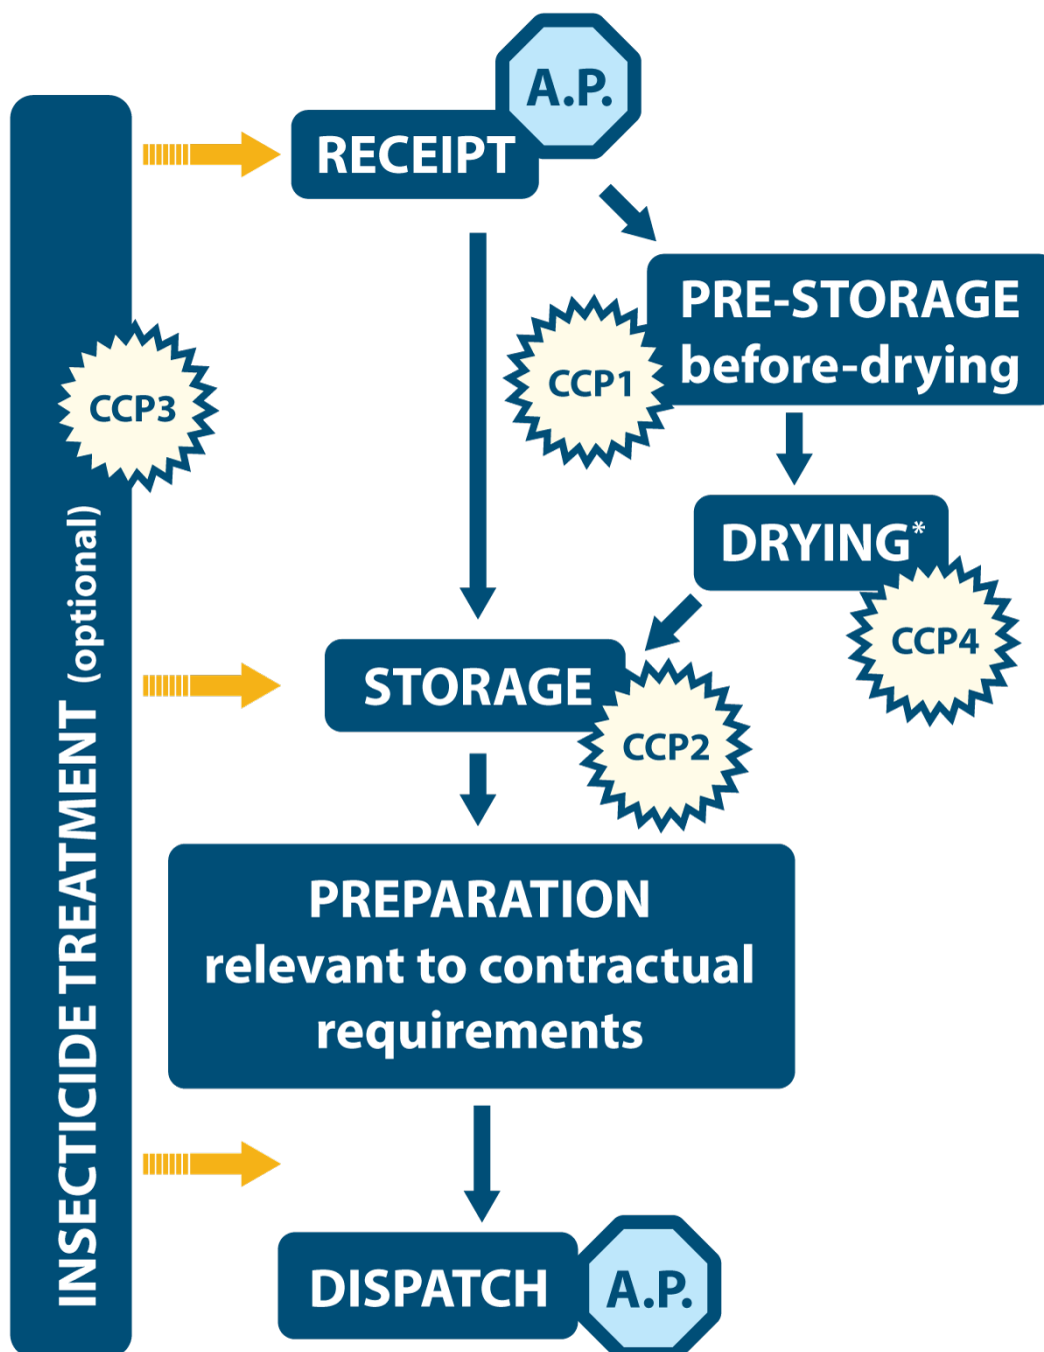 A.P.
RECEIPT
PRE-STORAGE
before-drying
CCP1
CCP3
DRYING*
CCP4
STORAGE
CCP2
INSECTICIDE TREATMENT (optional)
PREPARATION
relevant to contractual
requirements
DISPATCH
A.P.